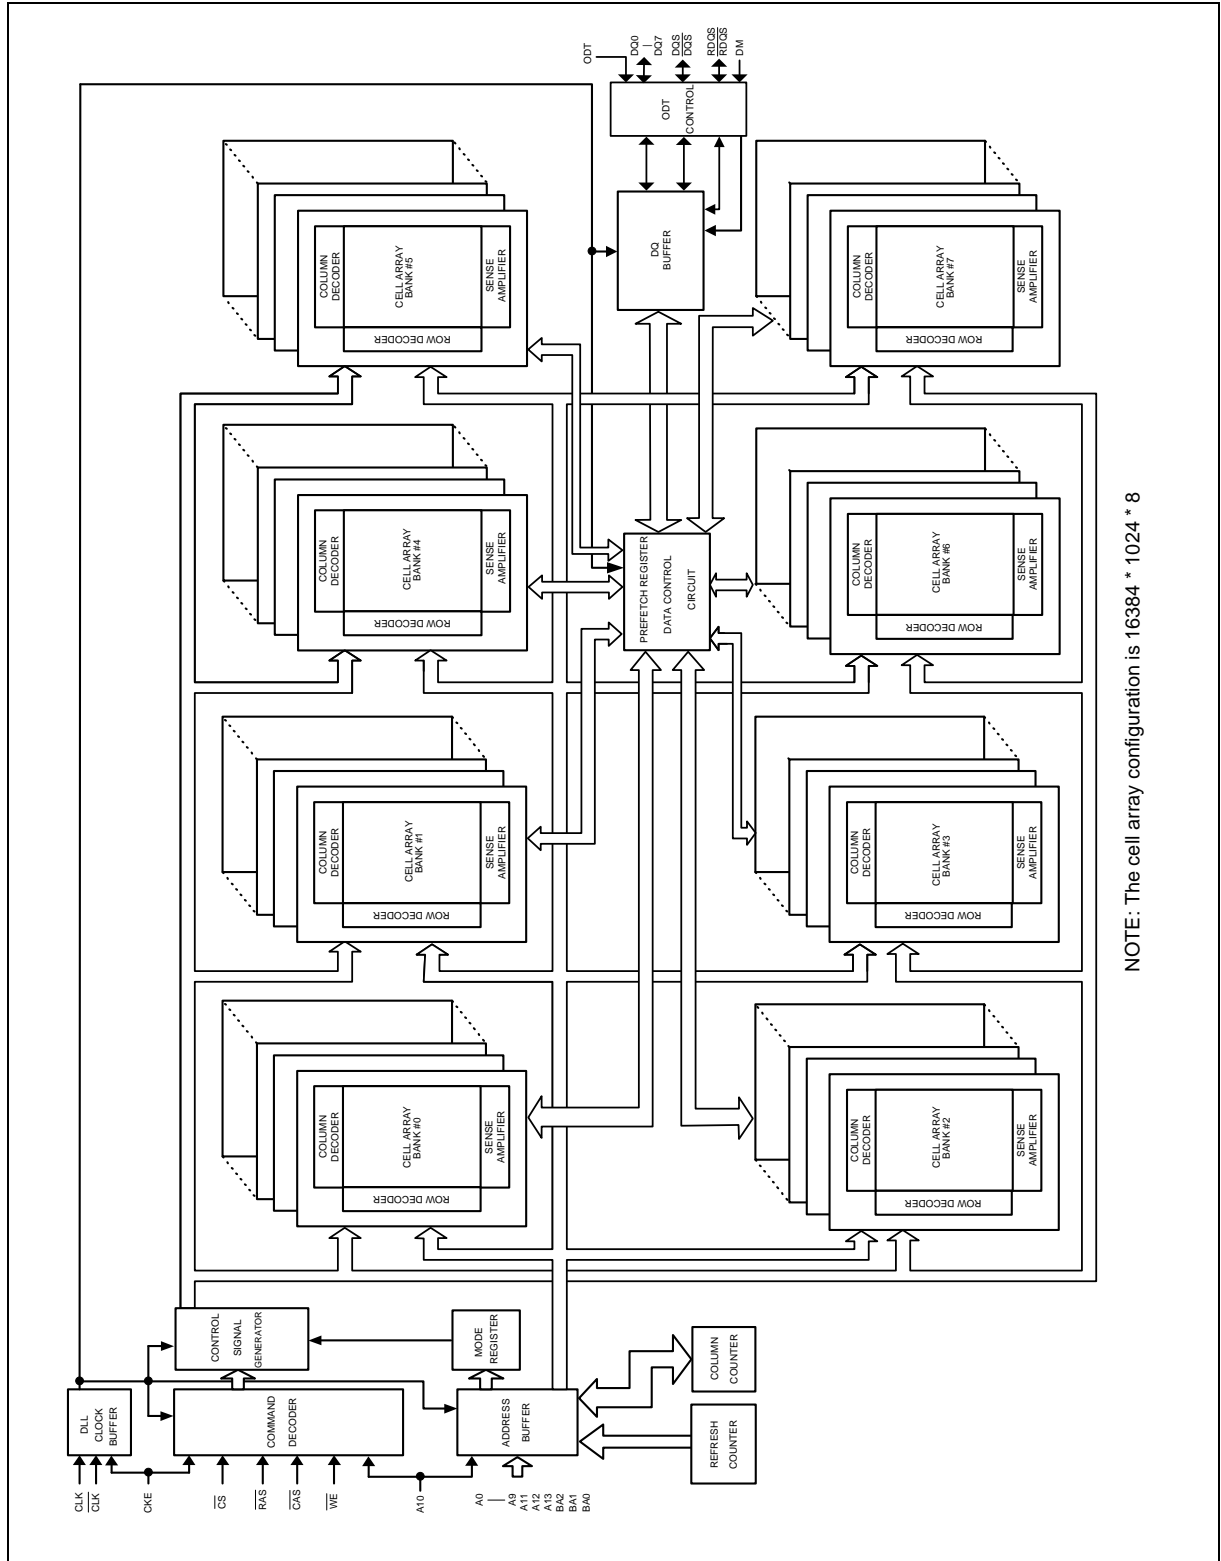 CLK
CLK
CKE
CS
RAS
CAS
WE
A10
A0
A9
A11
A12
A13
BA2
BA1
BA0
DLL
CLOCK
BUFFER
COMMAND
DECODER
ADDRESS
BUFFER
REFRESH
COUNTER
COLUMN
COUNTER
CONTROL
SIGNAL
GENERATOR
MODE
REGISTER
COLUMN
DECODER
CELL ARRAY
BANK #0
SENSE
AMPLIFIER
ROW DECODER
COLUMN
DECODER
CELL ARRAY
BANK #2
SENSE
AMPLIFIER
ROW DECODER
COLUMN
DECODER
CELL ARRAY
BANK #1
SENSE
AMPLIFIER
ROW DECODER
COLUMN
DECODER
CELL ARRAY
BANK #3
SENSE
AMPLIFIER
ROW DECODER
COLUMN
DECODER
CELL ARRAY
BANK #4
SENSE
AMPLIFIER
ROW DECODER
PREFETCH REGISTER
DATA CONTROL
CIRCUIT
COLUMN
DECODER
CELL ARRAY
BANK #6
SENSE
AMPLIFIER
ROW DECODER
COLUMN
DECODER
CELL ARRAY
BANK #5
SENSE
AMPLIFIER
ROW DECODER
DQ
BUFFER
COLUMN
DECODER
CELL ARRAY
BANK #7
SENSE
AMPLIFIER
ROW DECODER
ODT
CONTROL
ODT
DQ0
DQ7
DQS
DQS
RDQS
RDQS
DM
NOTE: The cell array configuration is 16384 * 1024 * 8